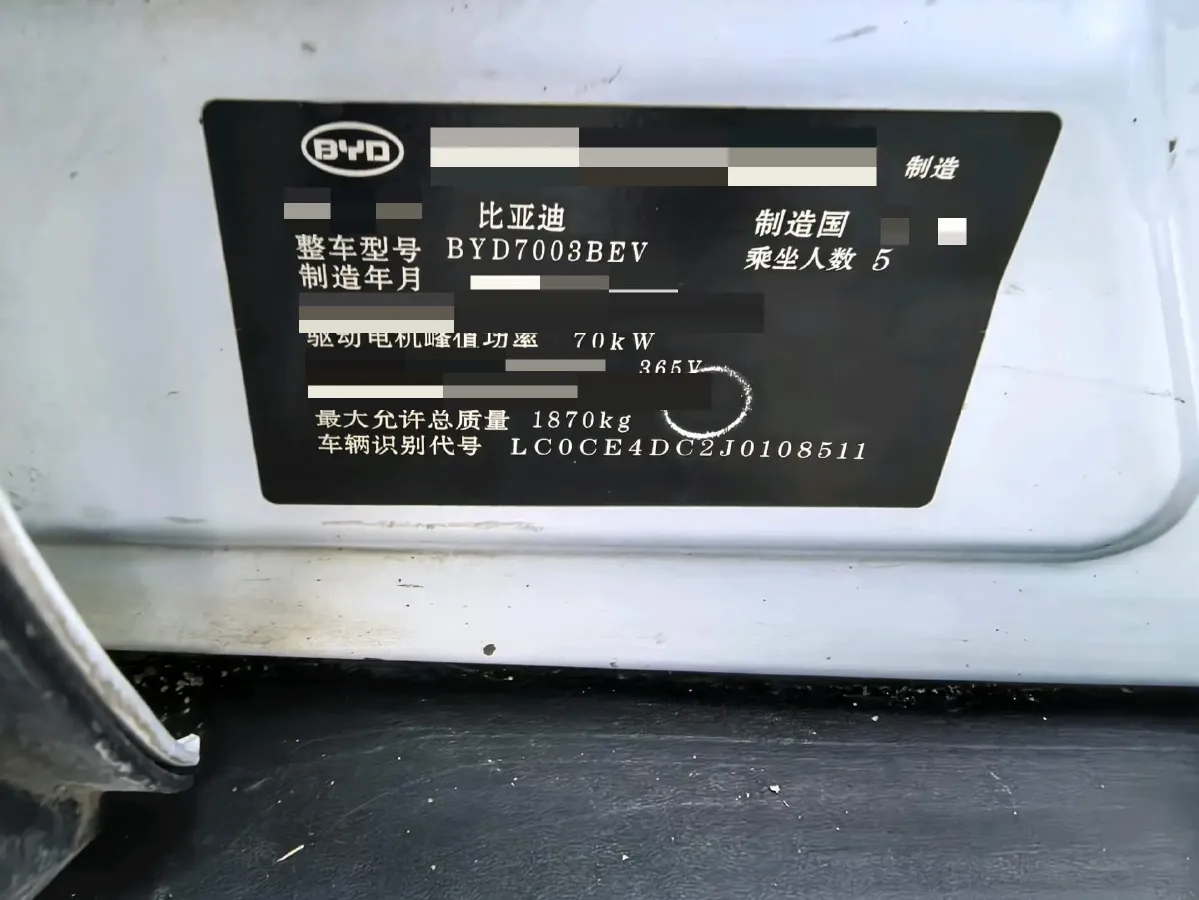 BYD 制造
比亚迪 制造国
整车型号 BYD7003BEV 乘坐人数 5
制造年月
驱动电机峰值功率 70kW
365V
最大允许总质量 1870kg
车辆识别代号 LC0CE4DC2J0108511